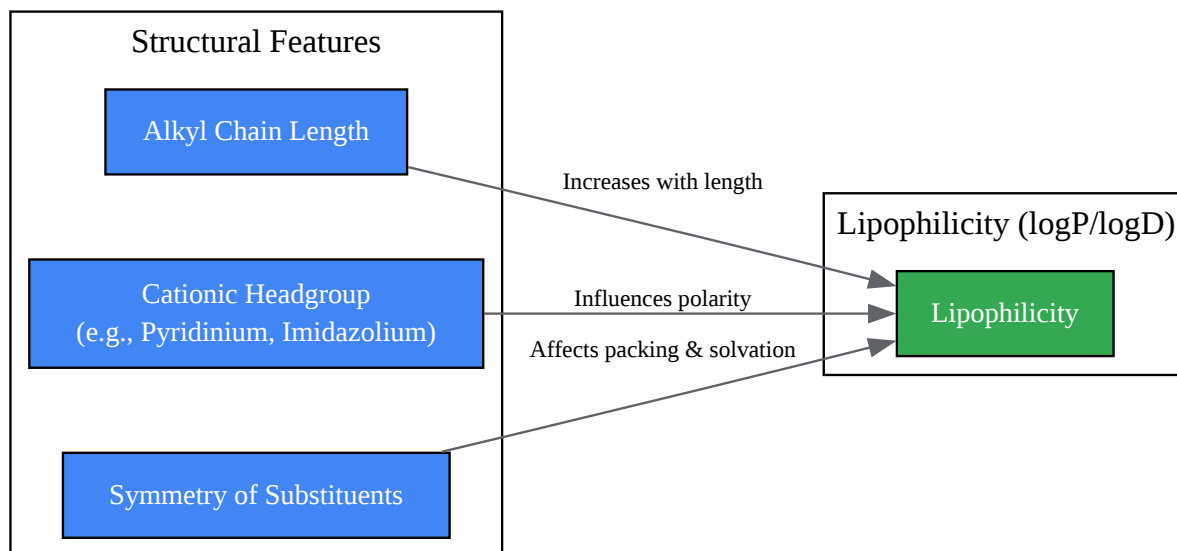 Structural Features
Alkyl Chain Length
Increases with length
Lipophilicity (logP/logD)
Cationic Headgroup
(e.g., Pyridinium, Imidazolium)
Influences polarity
Lipophilicity
Affects packing & solvation
Symmetry of Substituents